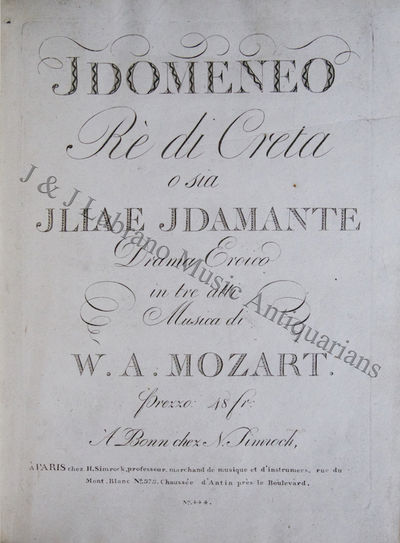 JDOMENEO
Rè di Creta
o sia
JLIA E JDAMANTE
Drama Eroico
in tre atti
Musica di
W. A. MOZART.
Prezzo: 48 fr:
A Bonn chez N. Simrock,
à PARIS chez H. Simrock, professeur, marchand de musique et d'instrumens, rue du
Mont Blanc Nº. 373, Chaussée d'Antin près le Boulevard.
Nº. 444.
J & J Lubrano Music Antiquarians